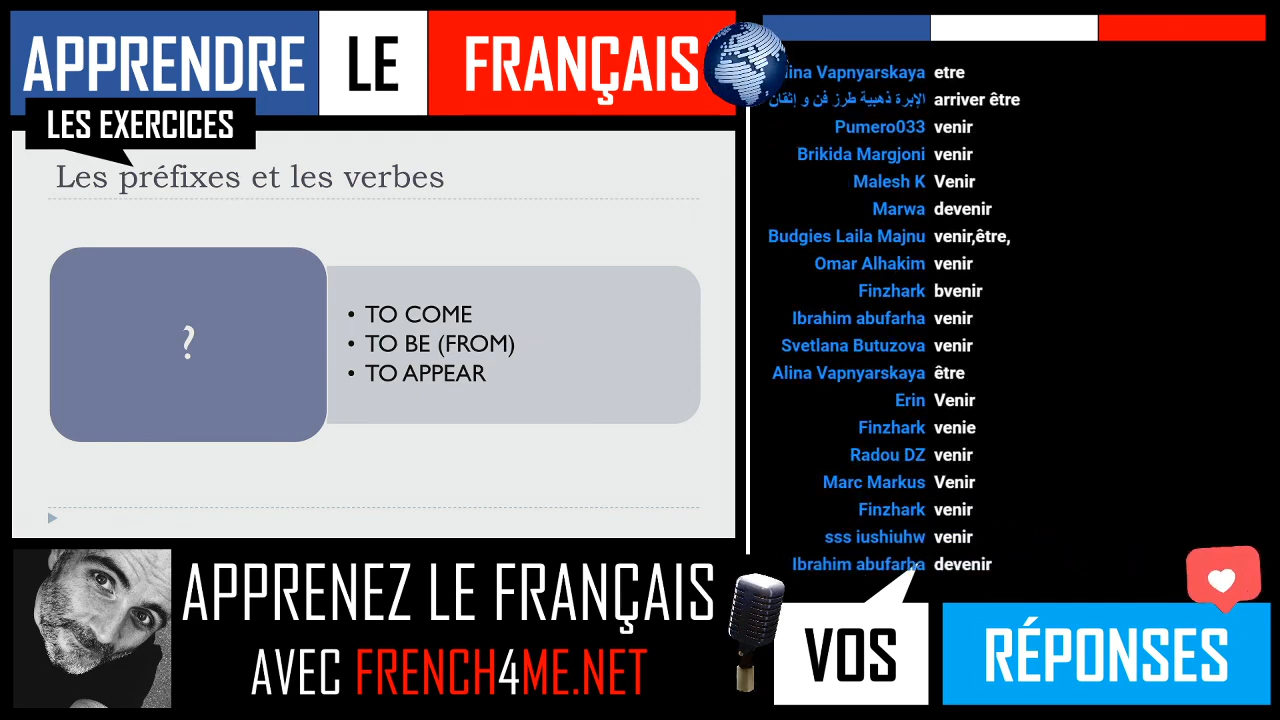 APPRENDRE LE FRANÇAIS
LES EXERCICES
Les préfixes et les verbes
?
• TO COME
• TO BE (FROM)
• TO APPEAR
APPRENEZ LE FRANÇAIS
AVEC FRENCH4ME.NET
lina Vapnyarskaya etre
الإبرة ذهبية طرز فن و إتقان arriver être
Pumero033 venir
Brikida Margjoni venir
Malesh K Venir
Marwa devenir
Budgies Laila Majnu venir,être,
Omar Alhakim venir
Finzhark bvenir
Ibrahim abufarha venir
Svetlana Butuzova venir
Alina Vapnyarskaya être
Erin Venir
Finzhark venie
Radou DZ venir
Marc Markus Venir
Finzhark venir
sss iushiuhw venir
Ibrahim abufarha devenir
VOS RÉPONSES